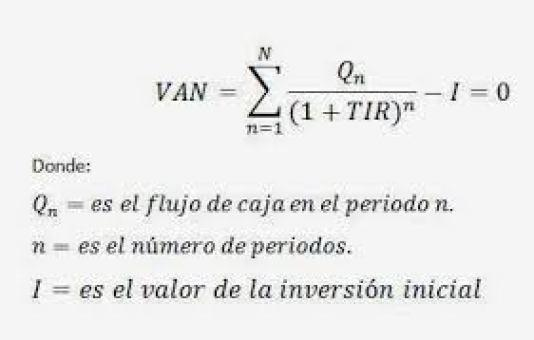 VAN = \sum_{n=1}^{N} \frac{Q_n}{(1 + TIR)^n} − I = 0
Donde:
Q_n = es el flujo de caja en el periodo n.
n = es el número de periodos.
I = es el valor de la inversión inicial